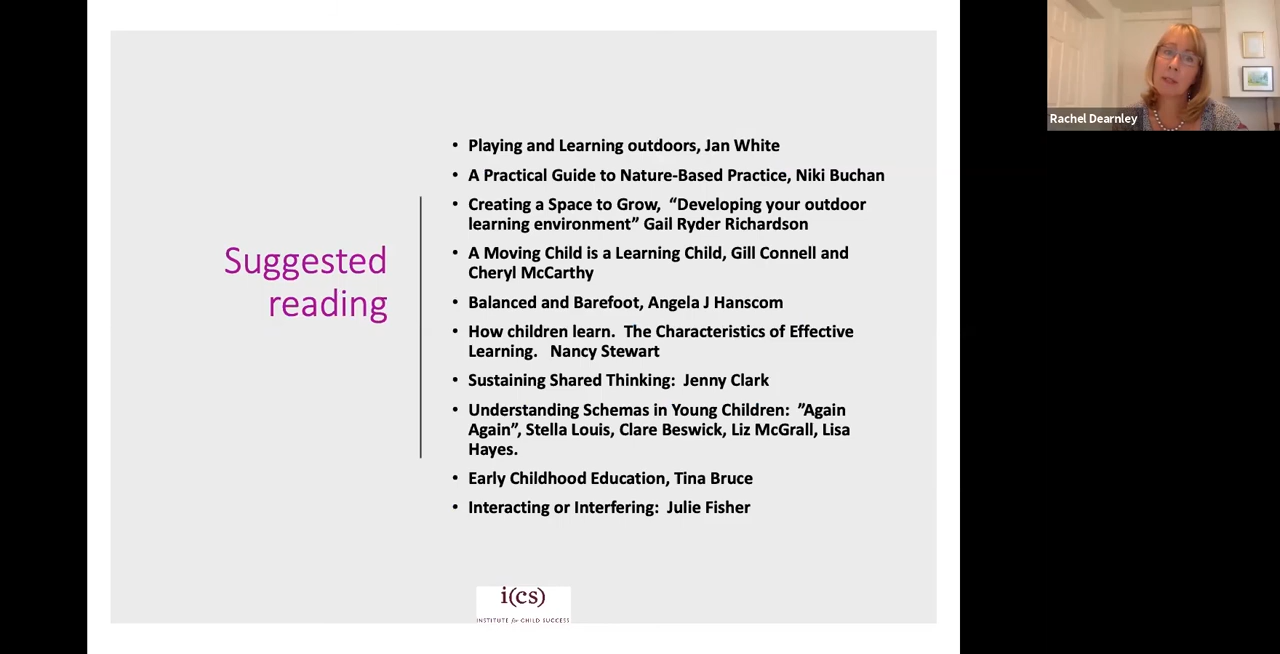 Suggested
reading
• Playing and Learning outdoors, Jan White
• A Practical Guide to Nature-Based Practice, Niki Buchan
• Creating a Space to Grow,  “Developing your outdoor
learning environment” Gail Ryder Richardson
• A Moving Child is a Learning Child, Gill Connell and
Cheryl McCarthy
• Balanced and Barefoot, Angela J Hanscom
• How children learn.  The Characteristics of Effective
Learning.   Nancy Stewart
• Sustaining Shared Thinking:  Jenny Clark
• Understanding Schemas in Young Children:  ”Again
Again”, Stella Louis, Clare Beswick, Liz McGrall, Lisa
Hayes.
• Early Childhood Education, Tina Bruce
• Interacting or Interfering:  Julie Fisher
i(cs)
INSTITUTE for CHILD SUCCESS
Rachel Dearnley